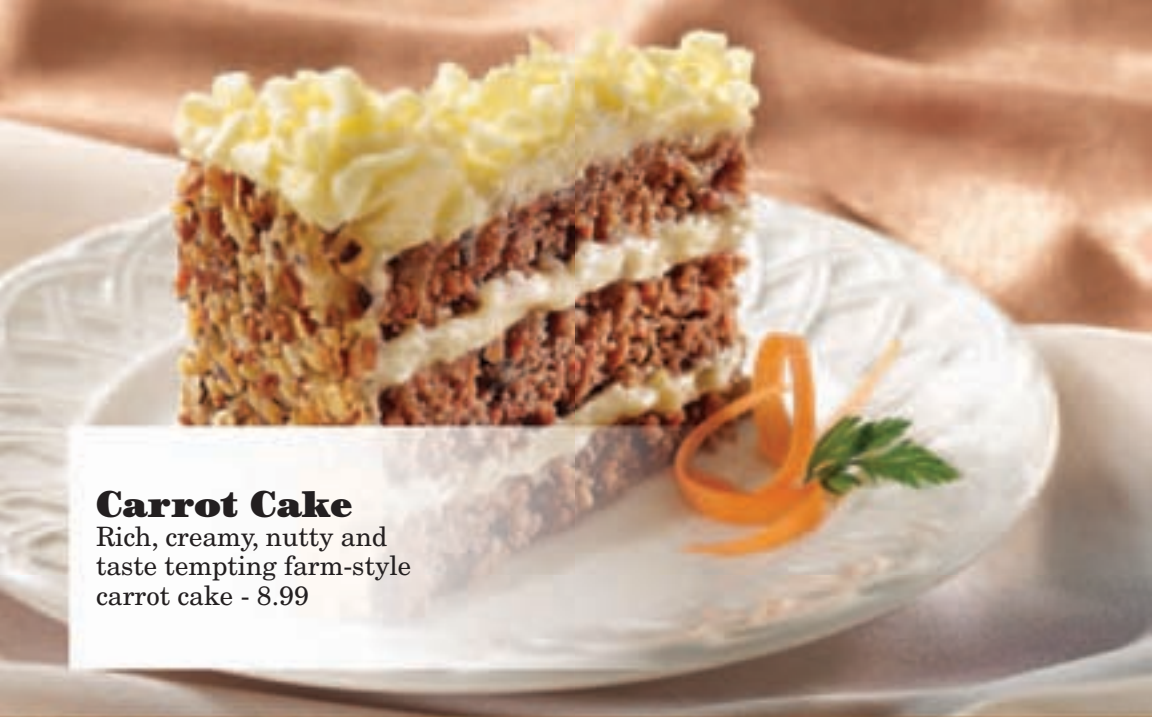 Carrot Cake
Rich, creamy, nutty and
taste tempting farm-style
carrot cake - 8.99